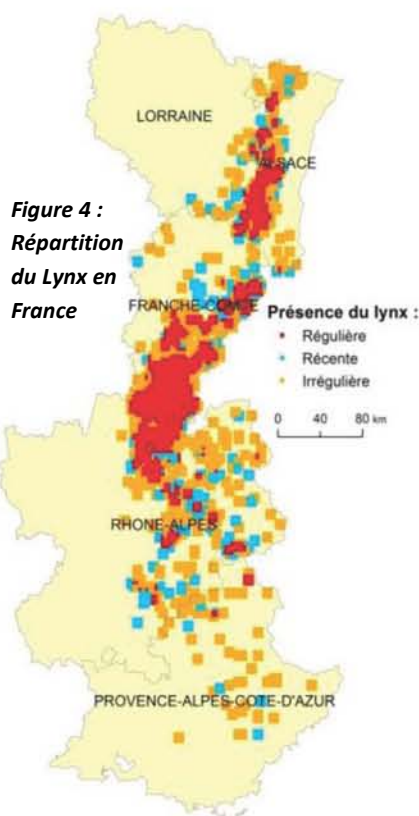 LORRAINE
ALSACE
Figure 4 :
Répartition
du Lynx en
France
FRANCHE-COMTE
Présence du lynx :
Régulière
Récente
Irrégulière
0 40 80 km
RHONE-ALPES
PROVENCE-ALPES-COTE-D'AZUR